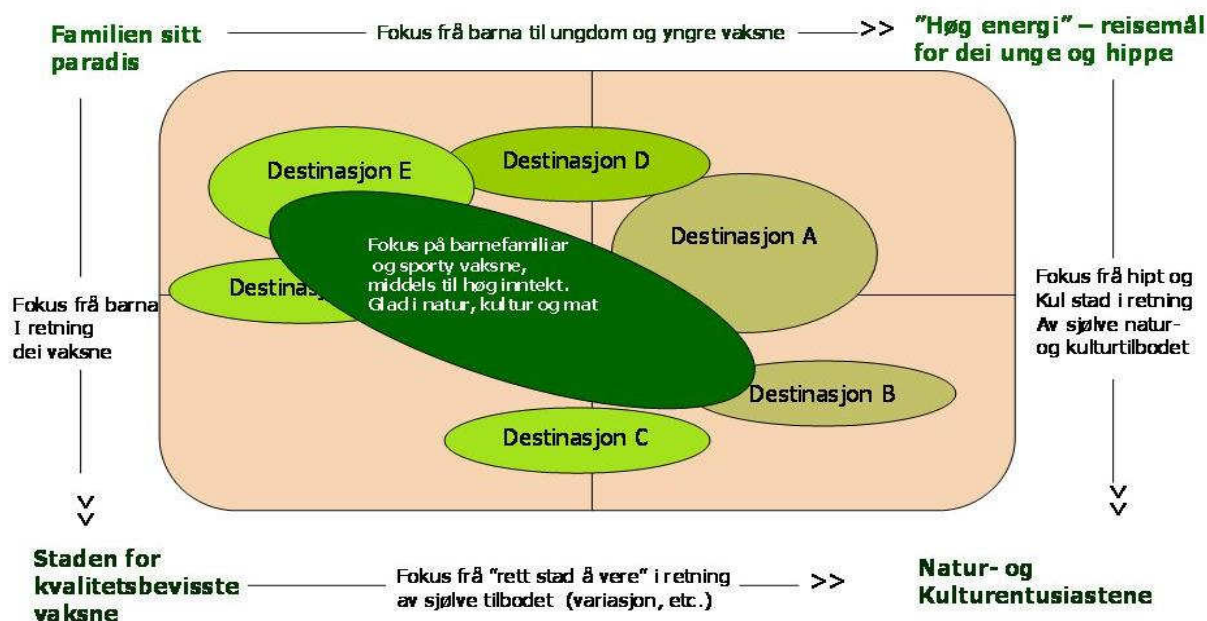 Familien sitt
paradis
Fokus frå barna til ungdom og yngre vaksne
>>
"Høg energi" – reisemål
for dei unge og hippe
Destinasjon E
Destinasjon D
Destinasjon A
Fokus på barnefamiliar
og sporty vaksne,
middels til høg inntekt.
Glad i natur, kultur og mat
Fokus frå barna
I retning
dei vaksne
Fokus frå hipt og
Kul stad i retning
Av sjølve natur-
og kulturtilbodet
Destinasjon B
Destinasjon C
>>
>>
Staden for
kvalitetsbevisste
vaksne
Fokus frå "rett stad å vere" i retning
av sjølve tilbodet (variasjon, etc.)
>>
Natur- og
Kulturentusiastene